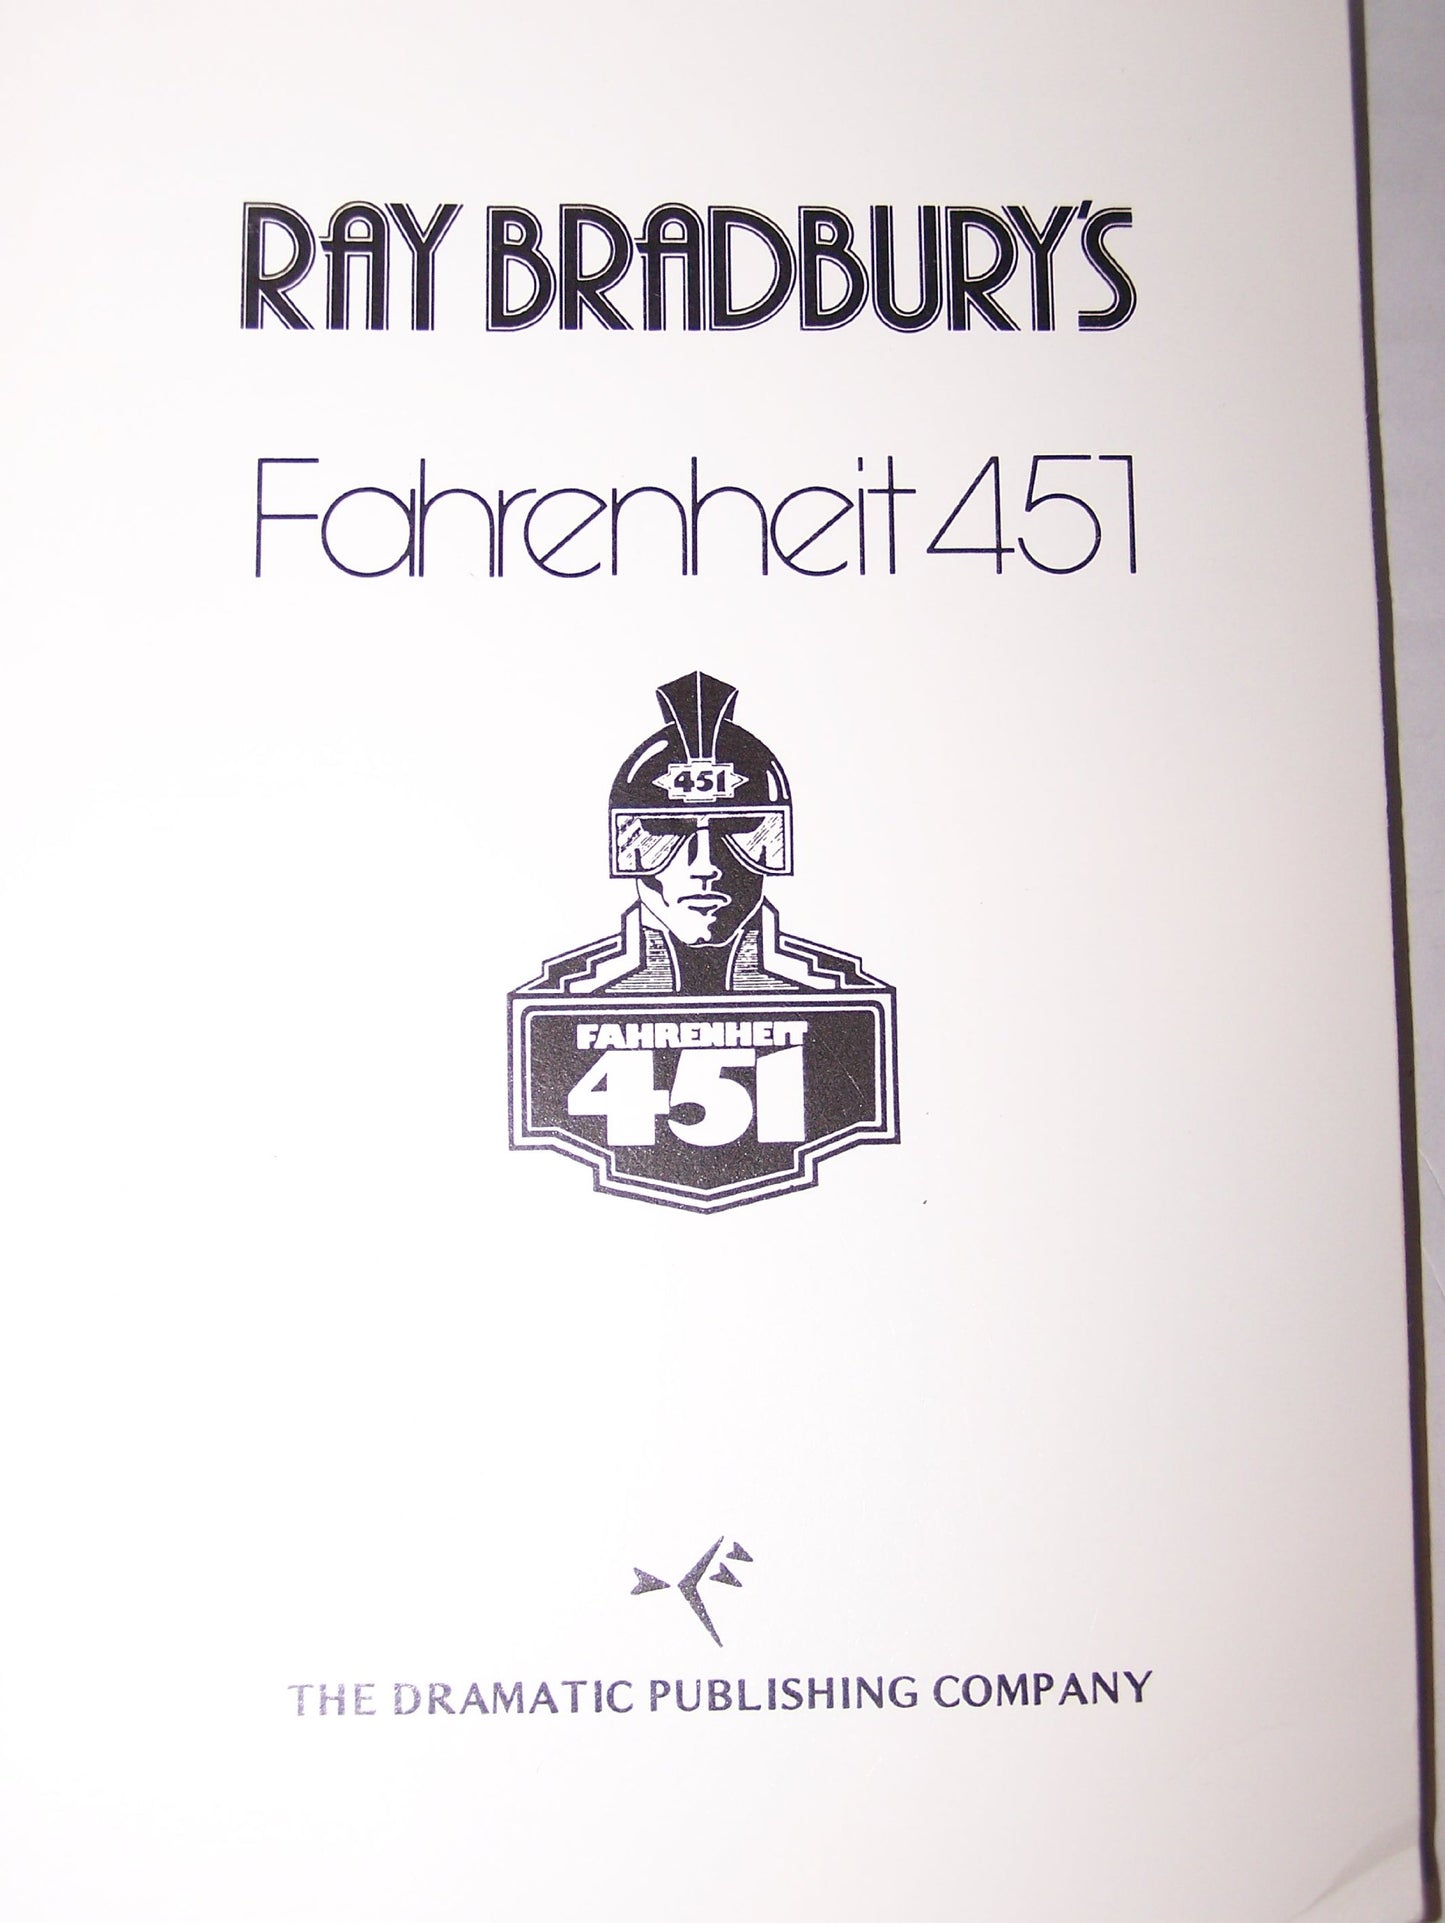 RAY BRADBURY'S
Fahrenheit 451
451
FAHRENHEIT
451
THE DRAMATIC PUBLISHING COMPANY